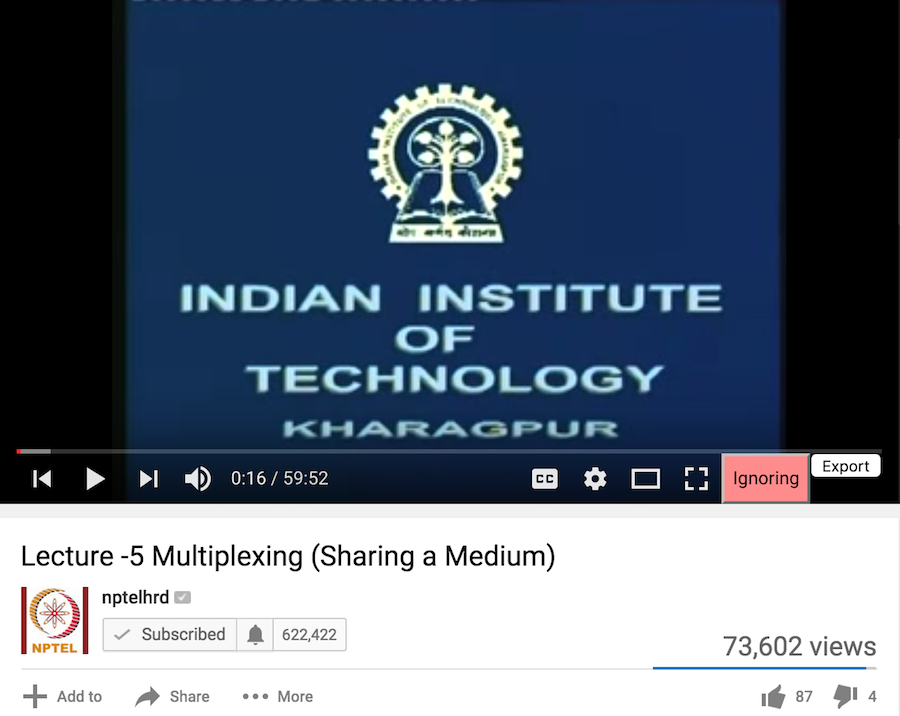 INDIAN INSTITUTE
OF
TECHNOLOGY
KHARAGPUR
0:16 / 59:52
CC
Ignoring
Export
Lecture -5 Multiplexing (Sharing a Medium)
nptelhrd
NPTEL
Subscribed 622,422
73,602 views
Add to Share More 87 4